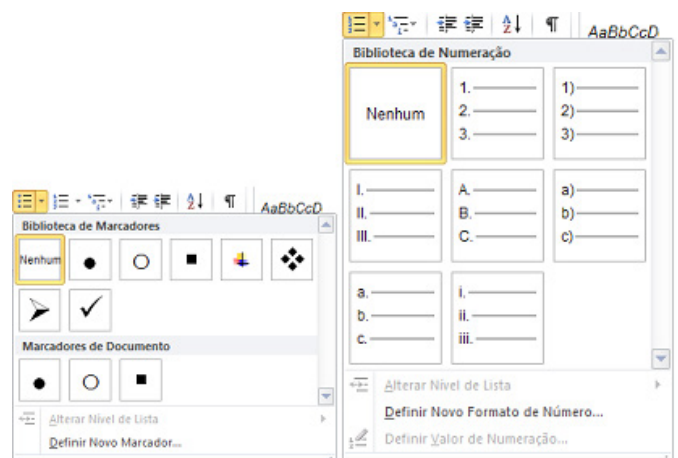 AaBbCcD
Biblioteca de Marcadores
Nenhum
Marcadores de Documento
Alterar Nível de Lista
Definir Novo Marcador...
AaBbCcD
Biblioteca de Numeração
Nenhum
1.
2.
3.
1)
2)
3)
I.
II.
III.
A.
B.
C.
a)
b)
c)
a.
b.
c.
i.
ii.
iii.
Alterar Nível de Lista
Definir Novo Formato de Número...
Definir Valor de Numeração...